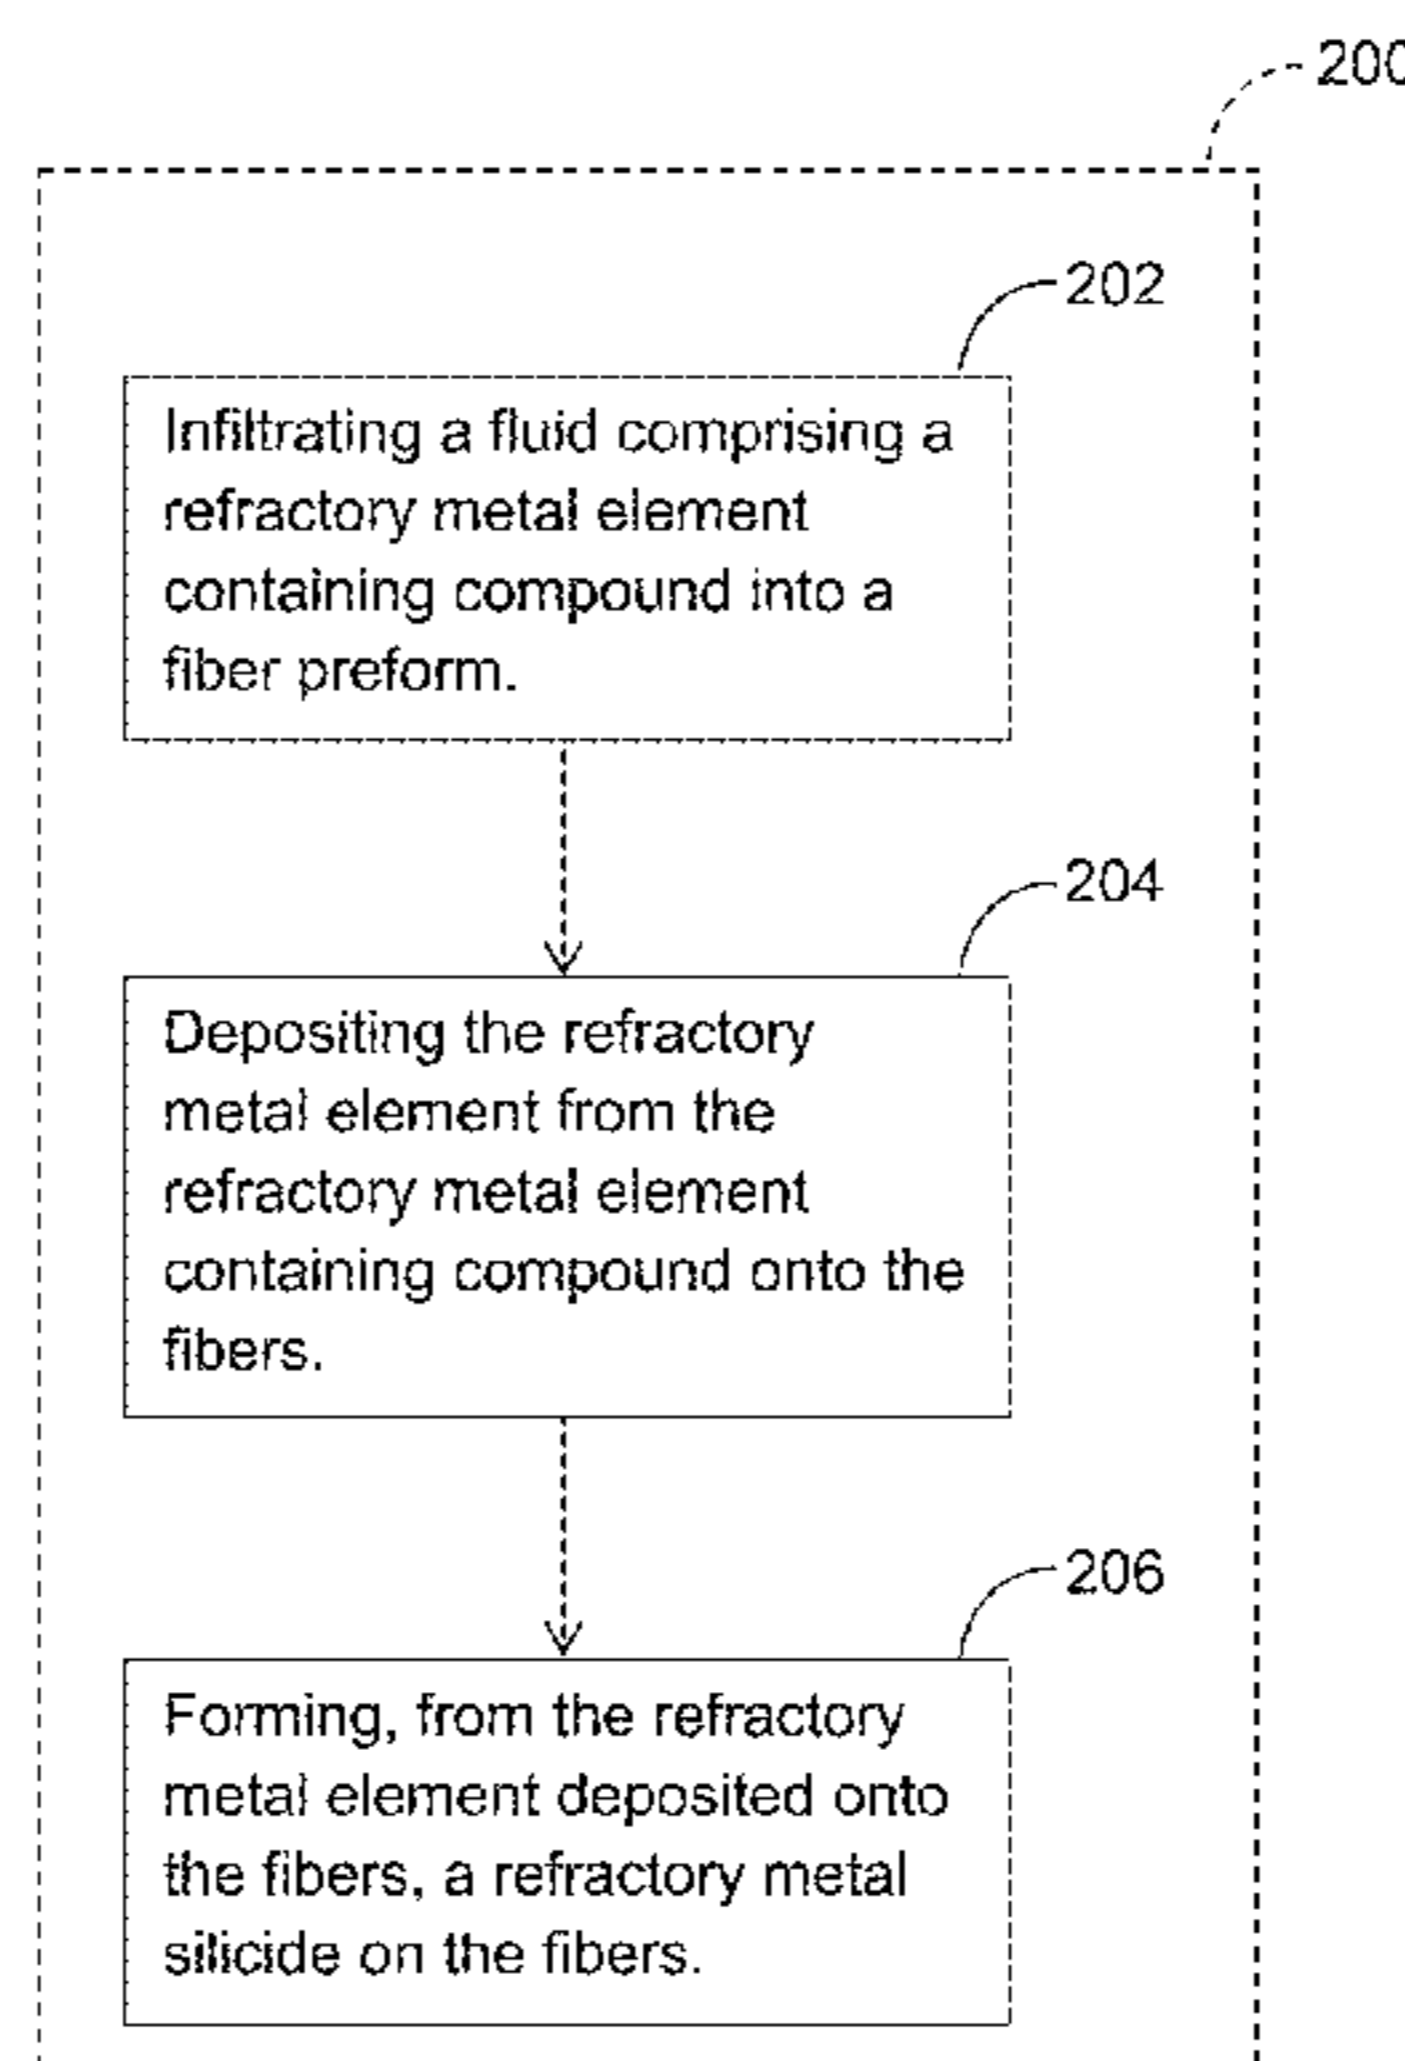 200
202
Infiltrating a fluid comprising a
refractory metal element
containing compound into a
fiber preform.
204
Depositing the refractory
metal element from the
refractory metal element
containing compound onto the
fibers.
206
Forming, from the refractory
metal element deposited onto
the fibers, a refractory metal
silicide on the fibers.